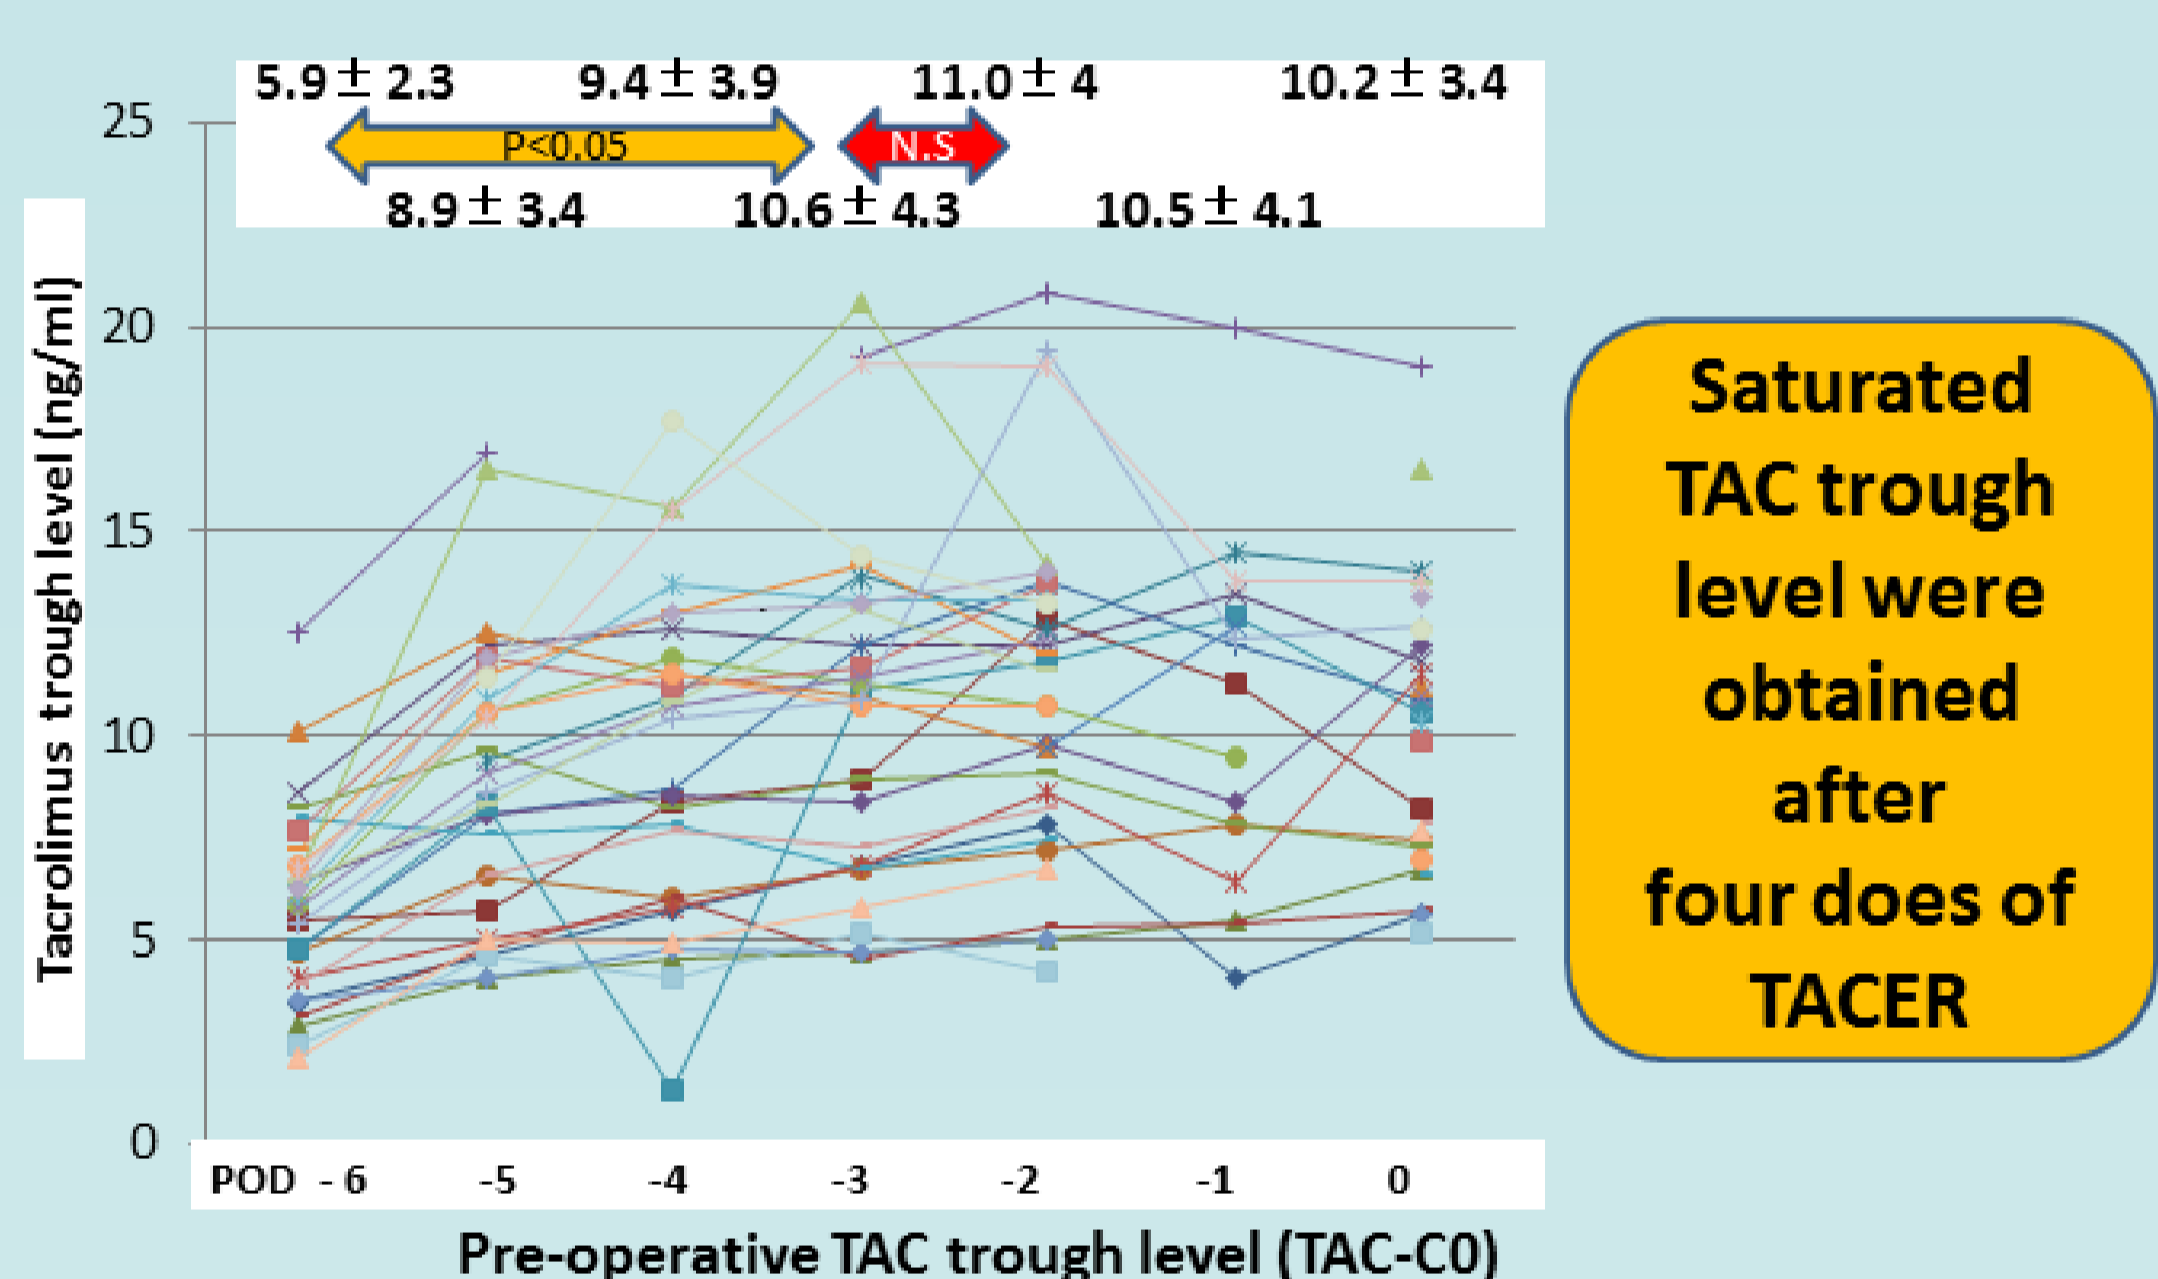 5.9 ± 2.3 9.4 ± 3.9 11.0 ± 4 10.2 ± 3.4
P<0.05 N.S
8.9 ± 3.4 10.6 ± 4.3 10.5 ± 4.1
25
20
15
10
5
0
Tacrolimus trough level (ng/ml)
POD - 6 -5 -4 -3 -2 -1 0
Pre-operative TAC trough level (TAC-C0)
Saturated
TAC trough
level were
obtained
after
four does of
TACER